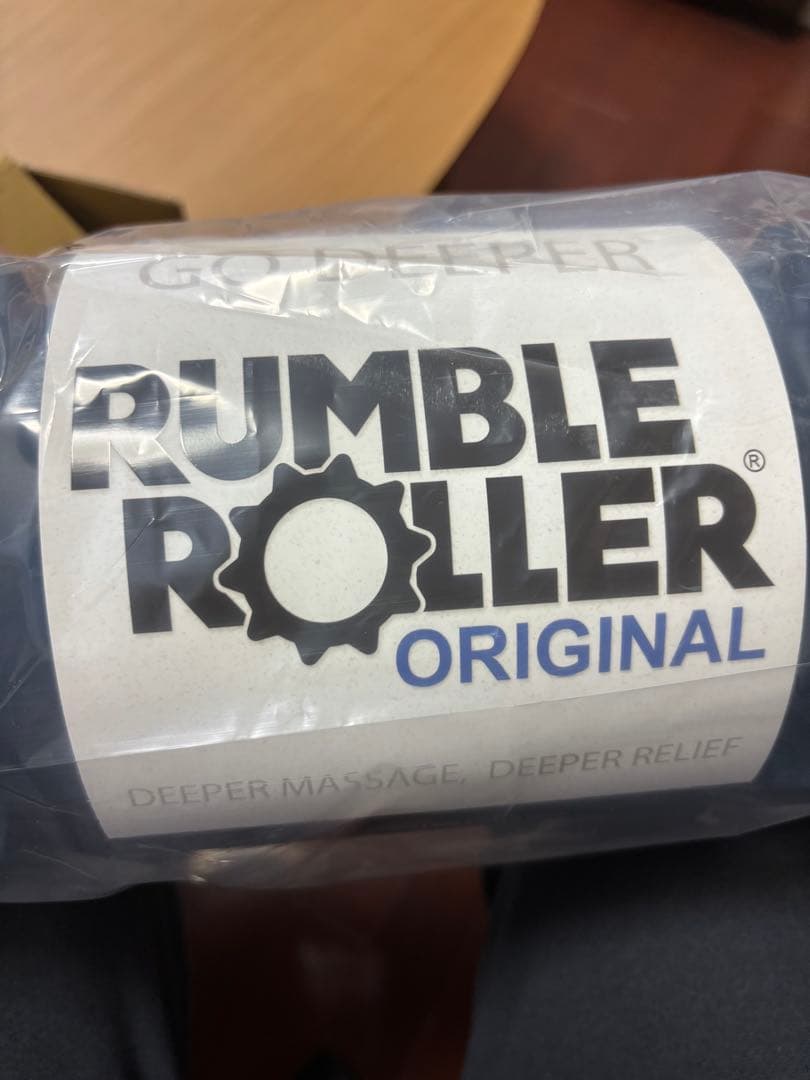 GO DEEPER
RUMBLE
ROLLER®
ORIGINAL
DEEPER MASSAGE, DEEPER RELIEF